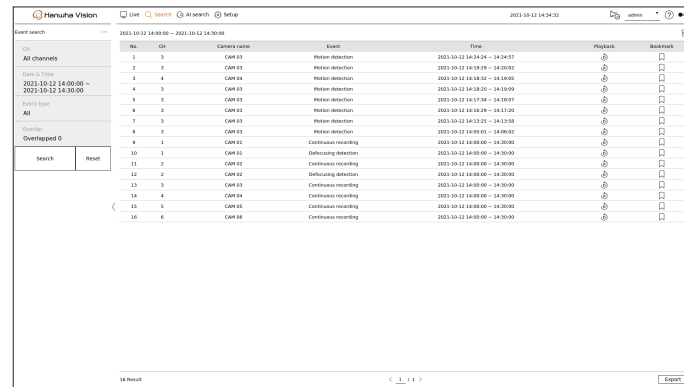 Hanwha Vision Live Search AI search Setup 2021-10-12 14:34:32 admin
Event search ... 2021-10-12 14:00:00 ~ 2021-10-12 14:30:00
CH
All channels
Date & Time
2021-10-12 14:00:00 ~
2021-10-12 14:30:00
Event type
All
Overlap
Overlapped 0
Search Reset
No. CH Camera name Event Time Playback Bookmark
1 3 CAM 03 Motion detection 2021-10-12 14:24:24 ~ 14:24:57
2 3 CAM 03 Motion detection 2021-10-12 14:19:29 ~ 14:20:02
3 4 CAM 04 Motion detection 2021-10-12 14:18:32 ~ 14:19:05
4 3 CAM 03 Motion detection 2021-10-12 14:18:20 ~ 14:19:09
5 3 CAM 03 Motion detection 2021-10-12 14:17:34 ~ 14:18:07
6 3 CAM 03 Motion detection 2021-10-12 14:16:29 ~ 14:17:20
7 3 CAM 03 Motion detection 2021-10-12 14:13:25 ~ 14:13:58
8 3 CAM 03 Motion detection 2021-10-12 14:05:01 ~ 14:06:02
9 1 CAM 01 Continuous recording 2021-10-12 14:00:00 ~ 14:30:00
10 1 CAM 01 Defocusing detection 2021-10-12 14:00:00 ~ 14:30:00
11 2 CAM 02 Continuous recording 2021-10-12 14:00:00 ~ 14:30:00
12 2 CAM 02 Defocusing detection 2021-10-12 14:00:00 ~ 14:30:00
13 3 CAM 03 Continuous recording 2021-10-12 14:00:00 ~ 14:30:00
14 4 CAM 04 Continuous recording 2021-10-12 14:00:00 ~ 14:30:00
15 5 CAM 05 Continuous recording 2021-10-12 14:00:00 ~ 14:30:00
16 6 CAM 06 Continuous recording 2021-10-12 14:00:00 ~ 14:30:00
16 Result < 1 / 1 > Export